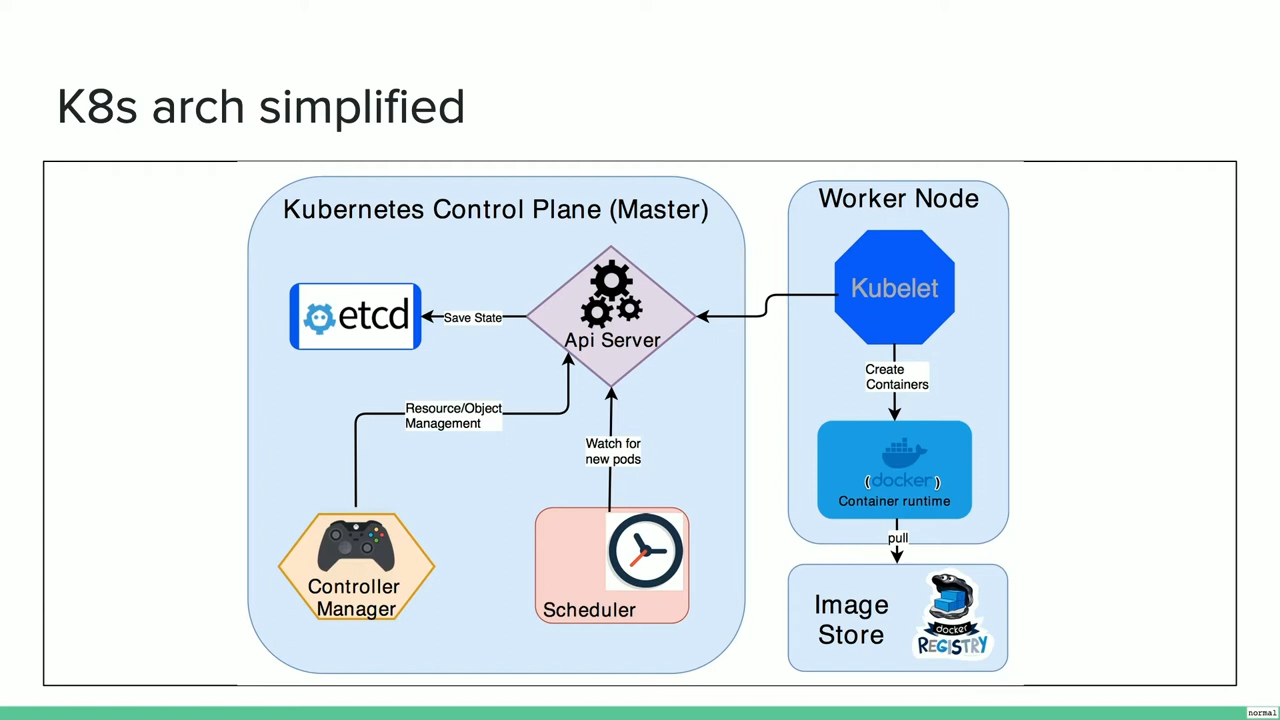 K8s arch simplified
Kubernetes Control Plane (Master)
etcd
Save State
Api Server
Resource/Object
Management
Watch for
new pods
Controller
Manager
Scheduler
Worker Node
Kubelet
Create
Containers
(docker)
Container runtime
pull
Image
Store
docker
REGISTRY
normal